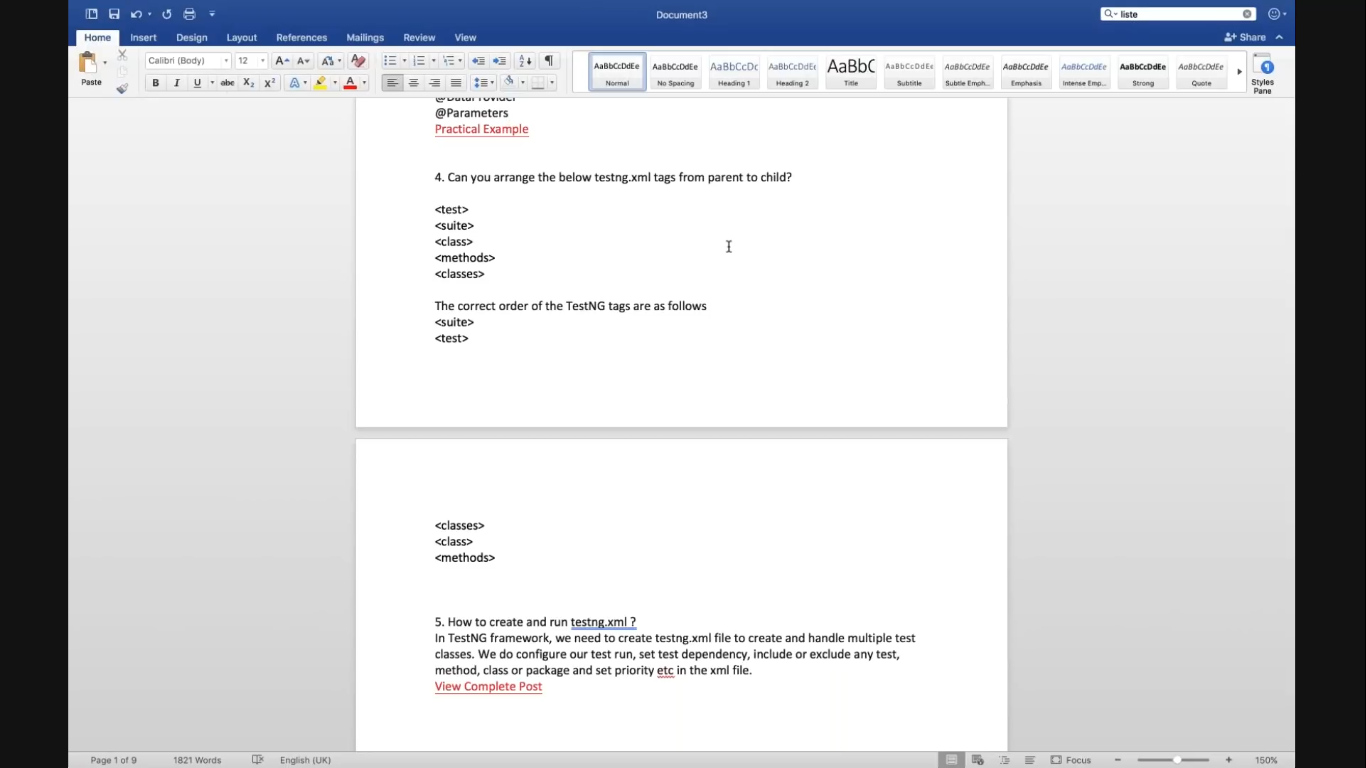 Document3
liste
Home Insert Design Layout References Mailings Review View
Share
Paste
Calibri (Body) 12
AaBbCcDdEe AaBbCcDdEe AaBbCcDc AaBbCcDdEe AaBbC AaBbCcDdEe AaBbCcDdEe AaBbCcDdEe AaBbCcDdEe AaBbCcDdEe AaBbCcDdEe
Normal No Spacing Heading 1 Heading 2 Title Subtitle Subtle Emph... Emphasis Intense Emp... Strong Quote
Styles
Pane
@DataProvider
@Parameters
Practical Example
4. Can you arrange the below testng.xml tags from parent to child?
<test>
<suite>
<class>
<methods>
<classes>
The correct order of the TestNG tags are as follows
<suite>
<test>
<classes>
<class>
<methods>
5. How to create and run testng.xml ?
In TestNG framework, we need to create testng.xml file to create and handle multiple test
classes. We do configure our test run, set test dependency, include or exclude any test,
method, class or package and set priority etc in the xml file.
View Complete Post
Page 1 of 9 1821 Words English (UK) Focus 150%